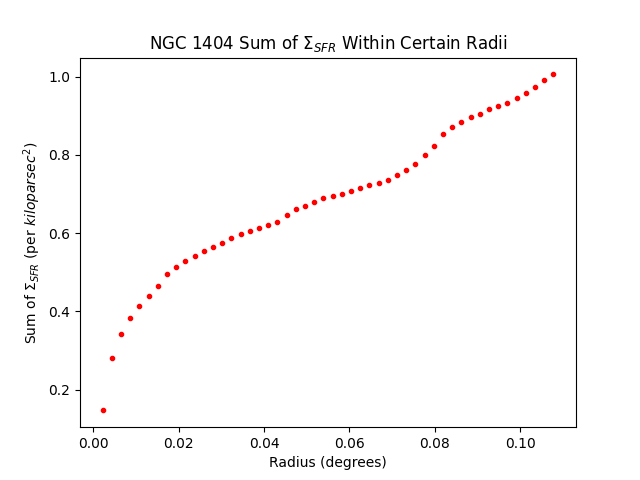 NGC 1404 Sum of Σ_SFR Within Certain Radii
Sum of Σ_SFR (per kiloparsec²)
1.0
0.8
0.6
0.4
0.2
0.00 0.02 0.04 0.06 0.08 0.10
Radius (degrees)